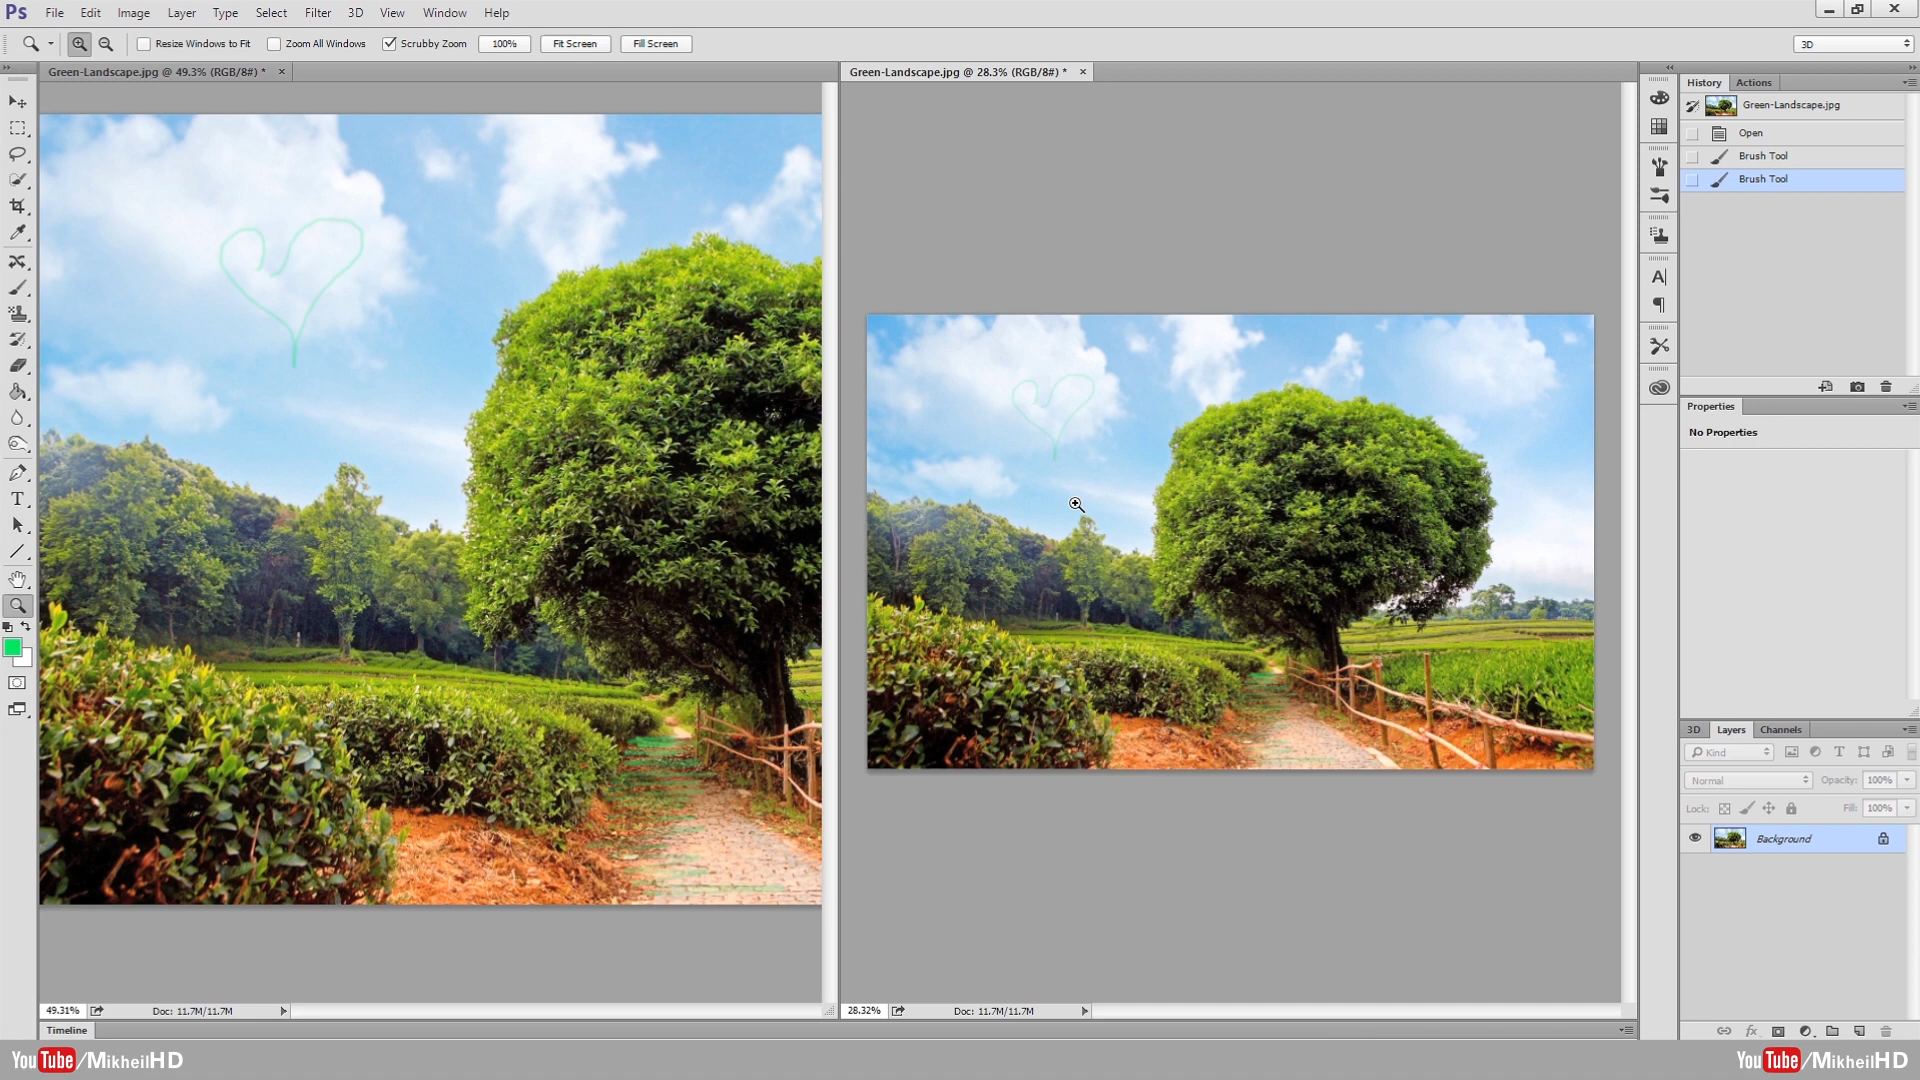 Ps File Edit Image Layer Type Select Filter 3D View Window Help
Resize Windows to Fit Zoom All Windows Scrubby Zoom 100% Fit Screen Fill Screen 3D
Green-Landscape.jpg @ 49.3% (RGB/8#) * ×
Green-Landscape.jpg @ 28.3% (RGB/8#) * ×
History Actions
Green-Landscape.jpg
Open
Brush Tool
Brush Tool
Properties
No Properties
3D Layers Channels
Kind
Normal Opacity: 100%
Lock: Fill: 100%
Background
49.31% Doc: 11.7M/11.7M
28.32% Doc: 11.7M/11.7M
Timeline
YouTube/MikheilHD
YouTube/MikheilHD